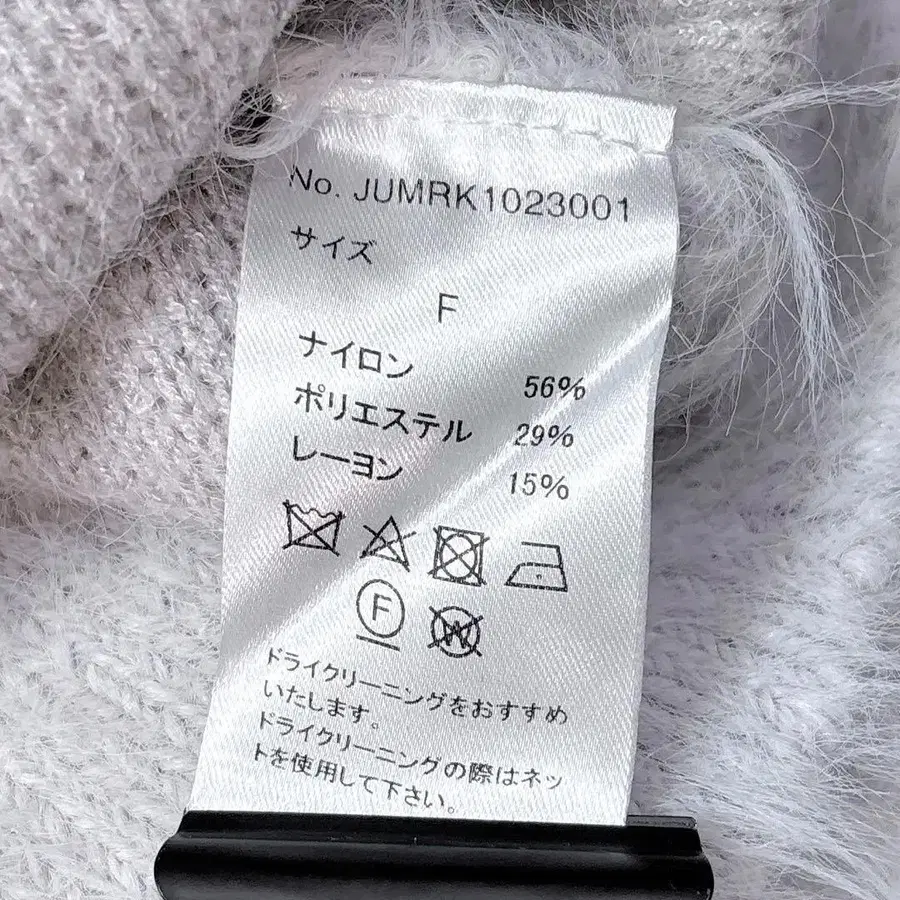 No. JUMRK1023001
サイズ
F
ナイロン 56%
ポリエステル 29%
レーヨン 15%
F W
ドライクリーニングをおすすめ
いたします。
ドライクリーニングの際はネッ
トを使用して下さい。